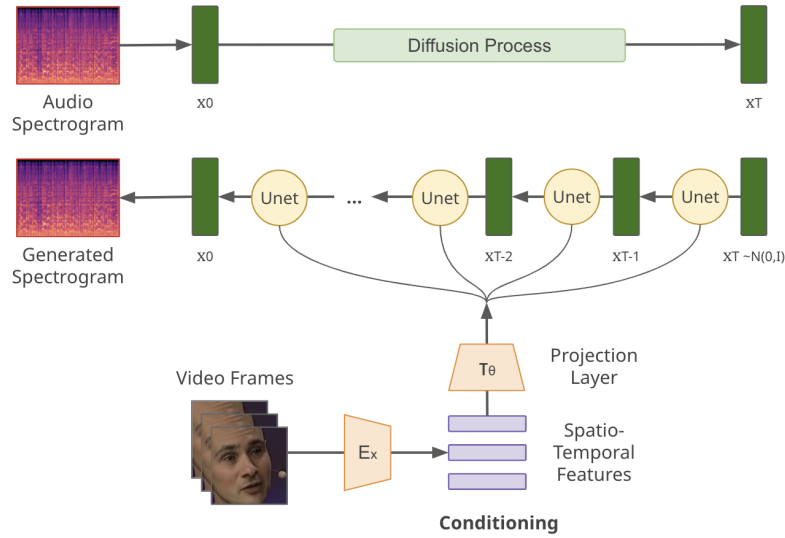 Diffusion Process
Audio
Spectrogram
x0
xT
Unet
...
Unet
Unet
Unet
Generated
Spectrogram
x0
xT-2
xT-1
xT ~N(0,I)
Tθ
Projection
Layer
Video Frames
Ex
Spatio-
Temporal
Features
Conditioning